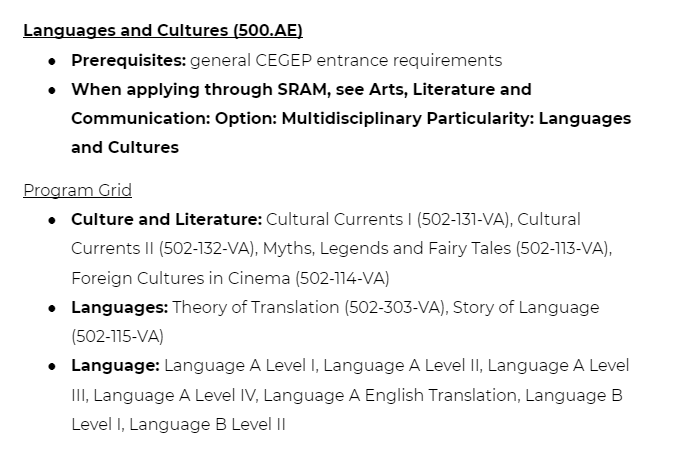 Languages and Cultures (500.AE)
● Prerequisites: general CEGEP entrance requirements
● When applying through SRAM, see Arts, Literature and
Communication: Option: Multidisciplinary Particularity: Languages
and Cultures
Program Grid
● Culture and Literature: Cultural Currents I (502-131-VA), Cultural
Currents II (502-132-VA), Myths, Legends and Fairy Tales (502-113-VA),
Foreign Cultures in Cinema (502-114-VA)
● Languages: Theory of Translation (502-303-VA), Story of Language
(502-115-VA)
● Language: Language A Level I, Language A Level II, Language A Level
III, Language A Level IV, Language A English Translation, Language B
Level I, Language B Level II